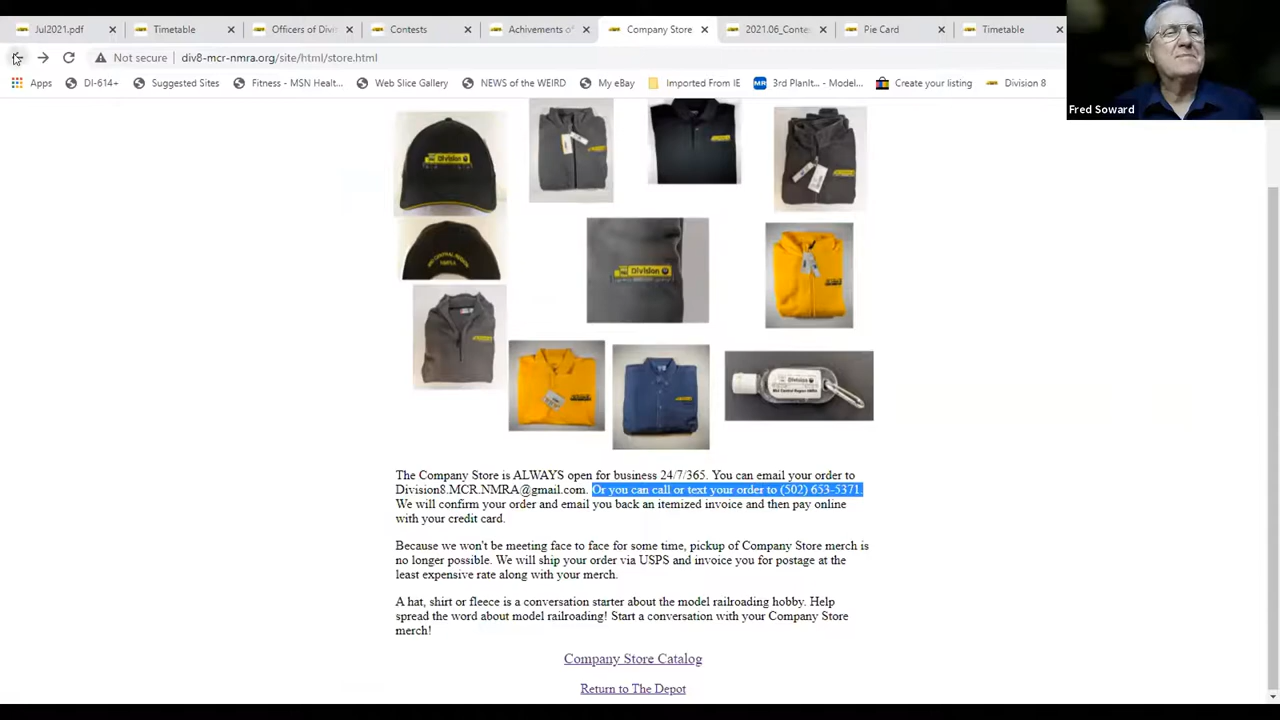 Jul2021.pdf
Timetable
Officers of Divis
Contests
Achivements o
Company Store
2021.06_Conte
Pie Card
Timetable
Not secure
div8-mcr-nmra.org/site/html/store.html
Apps
DI-614+
Suggested Sites
Fitness - MSN Healt...
Web Slice Gallery
NEWS of the WEIRD
My eBay
Imported From IE
3rd PlanIt - Model...
Create your listing
Division 8
Fred Soward
Division 8
Division 8
Division
The Company Store is ALWAYS open for business 24/7/365. You can email your order to
Division8.MCR.NMRA@gmail.com. Or you can call or text your order to (502) 653-5371.
We will confirm your order and email you back an itemized invoice and then pay online
with your credit card.
Because we won't be meeting face to face for some time, pickup of Company Store merch is
no longer possible. We will ship your order via USPS and invoice you for postage at the
least expensive rate along with your merch.
A hat, shirt or fleece is a conversation starter about the model railroading hobby. Help
spread the word about model railroading! Start a conversation with your Company Store
merch!
Company Store Catalog
Return to The Depot